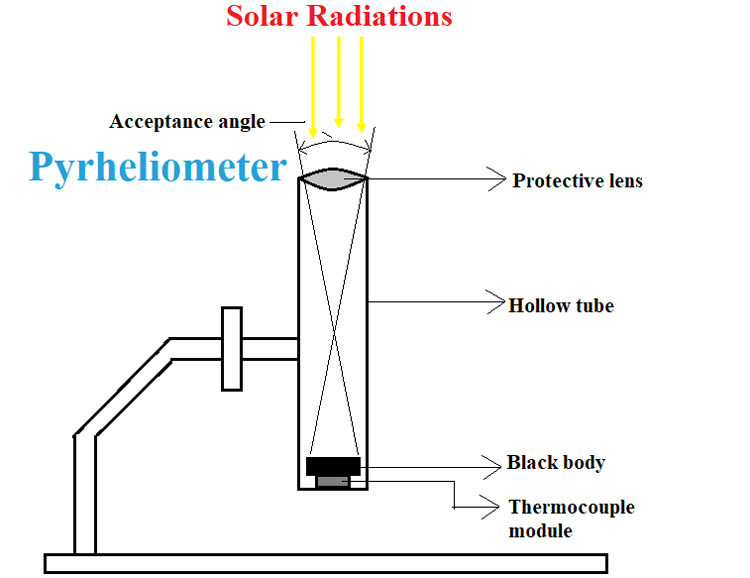 Solar Radiations
Acceptance angle
Pyrheliometer
Protective lens
Hollow tube
Black body
Thermocouple
module